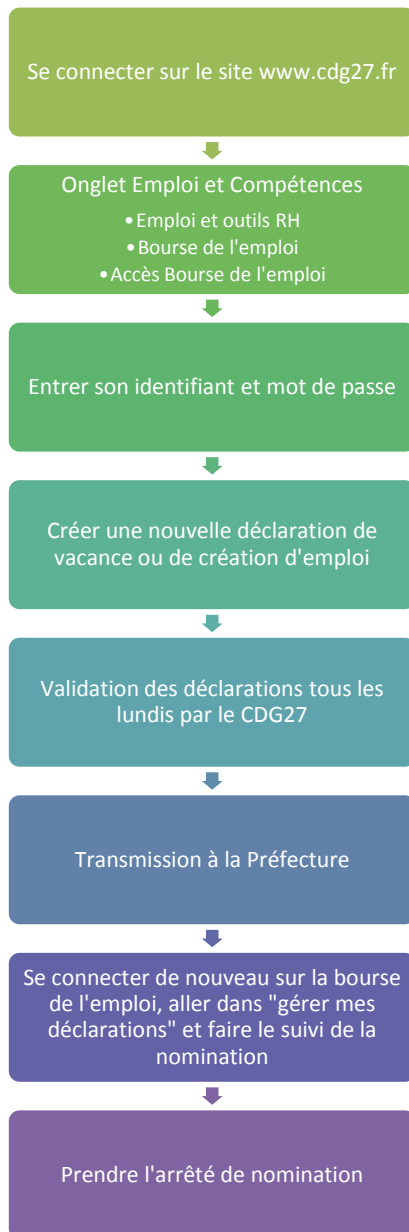 Se connecter sur le site www.cdg27.fr
Onglet Emploi et Compétences
•Emploi et outils RH
•Bourse de l'emploi
•Accès Bourse de l'emploi
Entrer son identifiant et mot de passe
Créer une nouvelle déclaration de
vacance ou de création d'emploi
Validation des déclarations tous les
lundis par le CDG27
Transmission à la Préfecture
Se connecter de nouveau sur la bourse
de l'emploi, aller dans "gérer mes
déclarations" et faire le suivi de la
nomination
Prendre l'arrêté de nomination